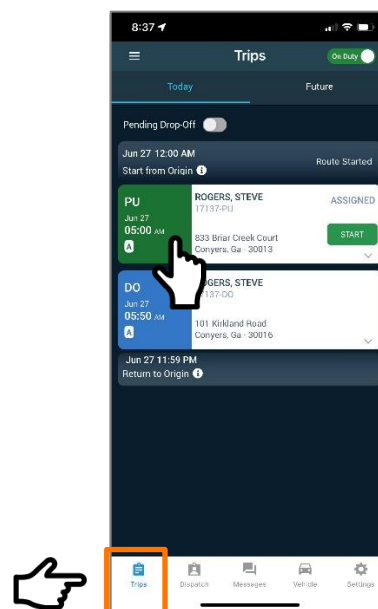 8:37
Trips
On Duty
Today
Future
Pending Drop-Off
Jun 27 12:00 AM
Start from Origin
Route Started
PU
Jun 27
05:00 AM
A
ROGERS, STEVE
17137-PU
ASSIGNED
833 Briar Creek Court
Conyers, Ga - 30013
START
DO
Jun 27
05:50 AM
A
ROGERS, STEVE
17137-DO
101 Kirkland Road
Conyers, Ga - 30016
Jun 27 11:59 PM
Return to Origin
Trips
Dispatch
Messages
Vehicle
Settings